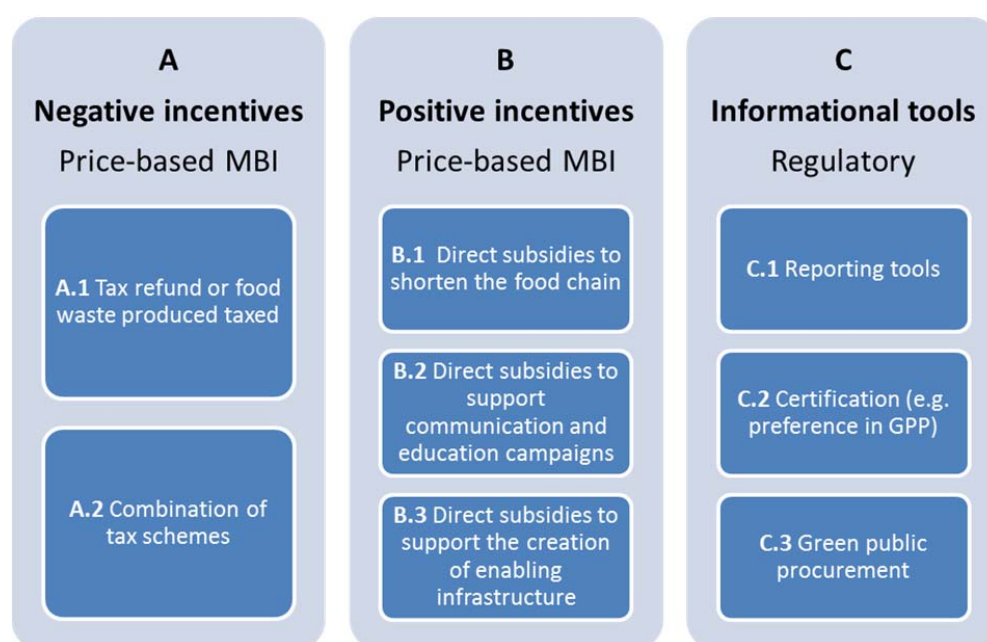 A
Negative incentives
Price-based MBI
A.1 Tax refund or food
waste produced taxed
A.2 Combination of
tax schemes
B
Positive incentives
Price-based MBI
B.1 Direct subsidies to
shorten the food chain
B.2 Direct subsidies to
support
communication and
education campaigns
B.3 Direct subsidies to
support the creation
of enabling
infrastructure
C
Informational tools
Regulatory
C.1 Reporting tools
C.2 Certification (e.g.
preference in GPP)
C.3 Green public
procurement